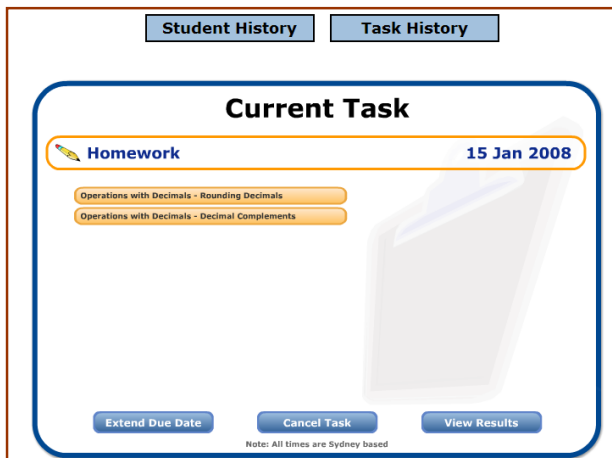 Student History Task History
Current Task
Homework 15 Jan 2008
Operations with Decimals - Rounding Decimals
Operations with Decimals - Decimal Complements
Extend Due Date Cancel Task View Results
Note: All times are Sydney based